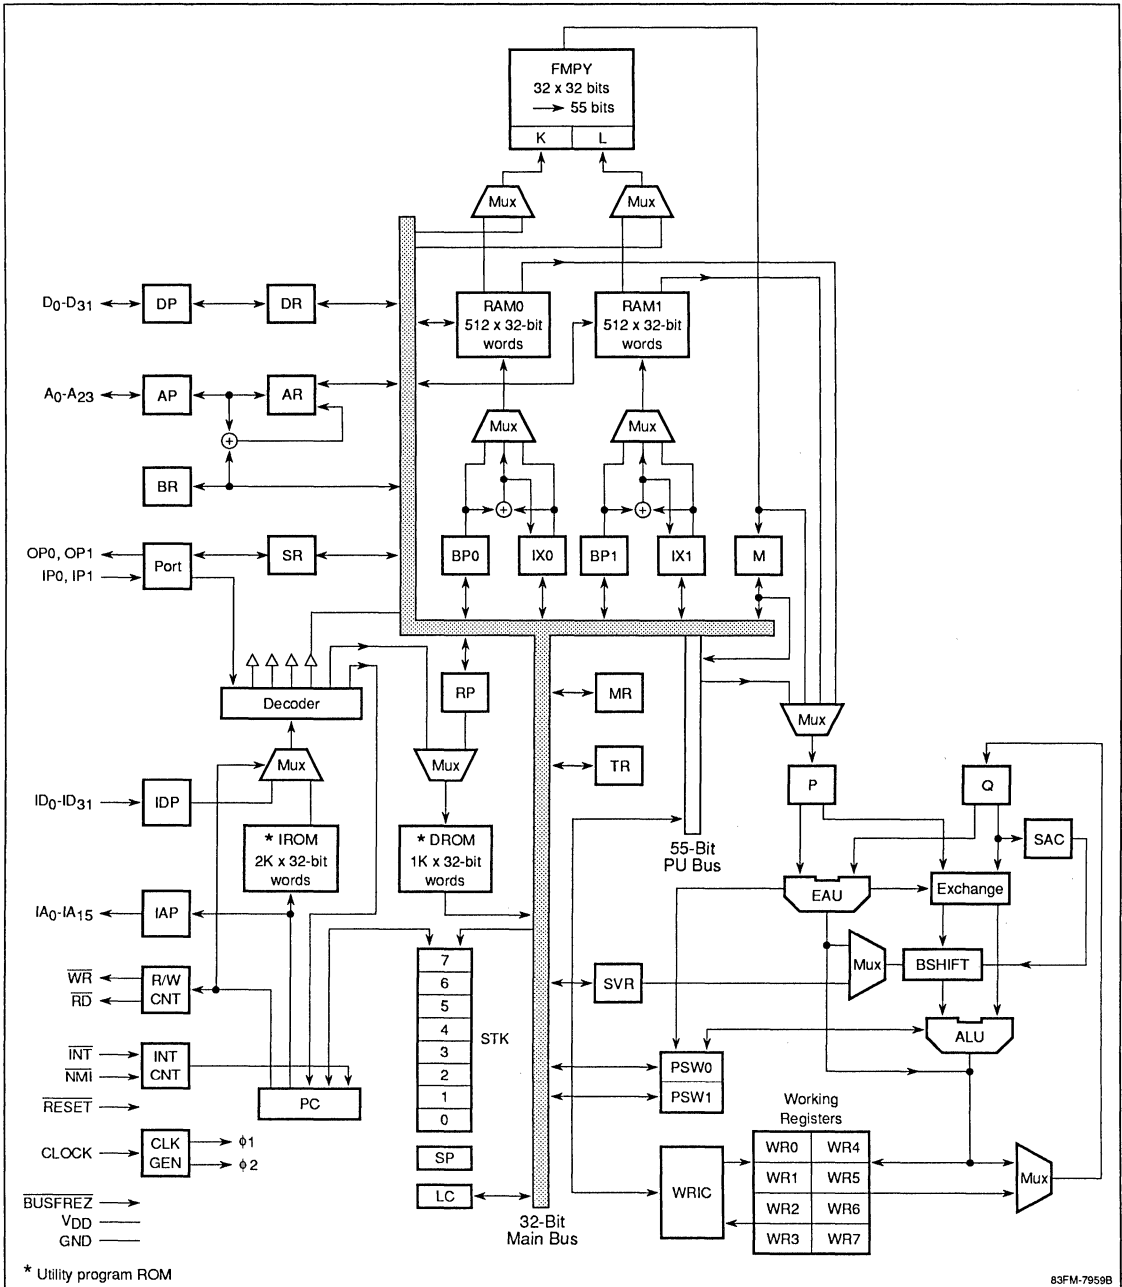 FMPY
32 x 32 bits
→ 55 bits
K L
Mux Mux
D0-D31 DP DR
RAM0
512 x 32-bit
words
RAM1
512 x 32-bit
words
A0-A23 AP AR
Mux Mux
+
+ +
BR
OP0, OP1
IP0, IP1
Port SR
BP0 IX0 BP1 IX1 M
Decoder
RP MR
Mux
Mux Mux
TR
P Q
ID0-ID31 IDP
* IROM
2K x 32-bit
words
* DROM
1K x 32-bit
words
55-Bit
PU Bus
SAC
EAU Exchange
IA0-IA15 IAP
WR
RD
R/W
CNT
7
6
5
4
3
2
1
0
STK
SVR Mux BSHIFT
ALU
INT
NMI
INT
CNT
PSW0
PSW1
RESET
PC
CLOCK
CLK
GEN
ϕ1
ϕ2
SP
LC
Working
Registers
WR0 WR4
WR1 WR5
WR2 WR6
WR3 WR7
WRIC
Mux
BUSFREZ
VDD
GND
32-Bit
Main Bus
* Utility program ROM
83FM-7959B